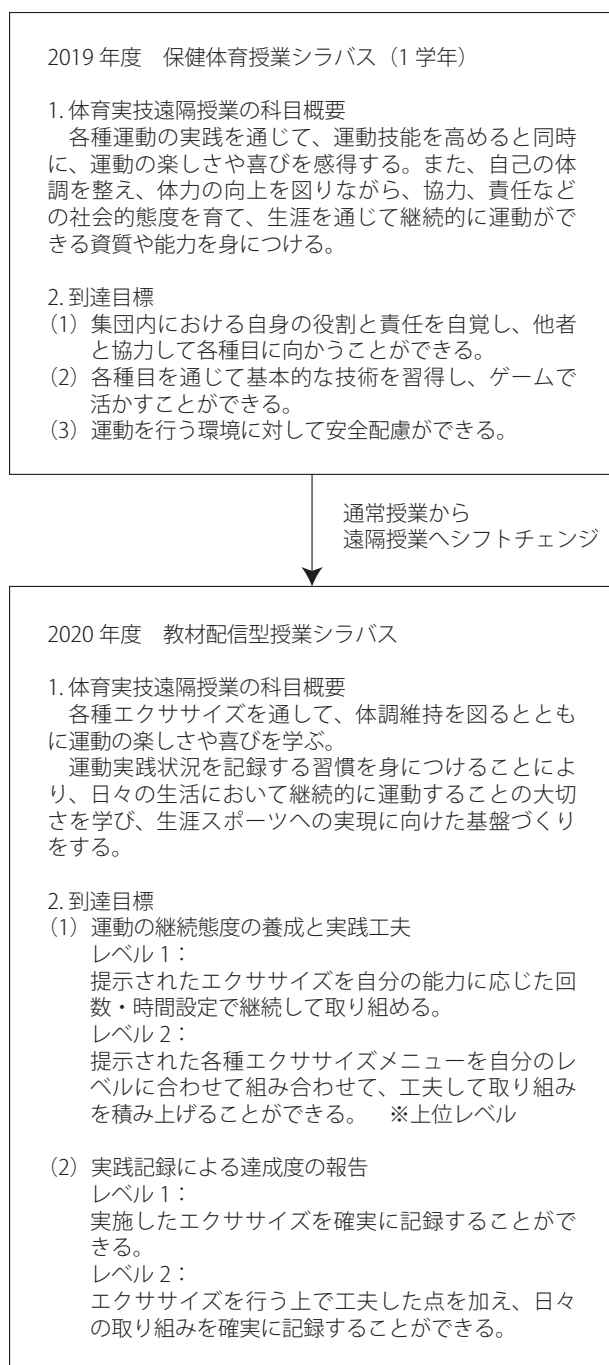 2019 年度　保健体育授業シラバス（1 学年）
1. 体育実技遠隔授業の科目概要
各種運動の実践を通じて、運動技能を高めると同時
に、運動の楽しさや喜びを感得する。また、自己の体
調を整え、体力の向上を図りながら、協力、責任など
の社会的態度を育て、生涯を通じて継続的に運動がで
きる資質や能力を身につける。
2. 到達目標
（1）集団内における自身の役割と責任を自覚し、他者
と協力して各種目に向かうことができる。
（2）各種目を通じて基本的な技術を習得し、ゲームで
活かすことができる。
（3）運動を行う環境に対して安全配慮ができる。
通常授業から
遠隔授業へシフトチェンジ
2020 年度　教材配信型授業シラバス
1. 体育実技遠隔授業の科目概要
各種エクササイズを通して、体調維持を図るととも
に運動の楽しさや喜びを学ぶ。
運動実践状況を記録する習慣を身につけることによ
り、日々の生活において継続的に運動することの大切
さを学び、生涯スポーツへの実現に向けた基盤づくり
をする。
2. 到達目標
（1）運動の継続態度の養成と実践工夫
レベル 1：
提示されたエクササイズを自分の能力に応じた回
数・時間設定で継続して取り組める。
レベル 2：
提示された各種エクササイズメニューを自分のレ
ベルに合わせて組み合わせて、工夫して取り組み
を積み上げることができる。　※上位レベル
（2）実践記録による達成度の報告
レベル 1：
実施したエクササイズを確実に記録することがで
きる。
レベル 2：
エクササイズを行う上で工夫した点を加え、日々
の取り組みを確実に記録することができる。